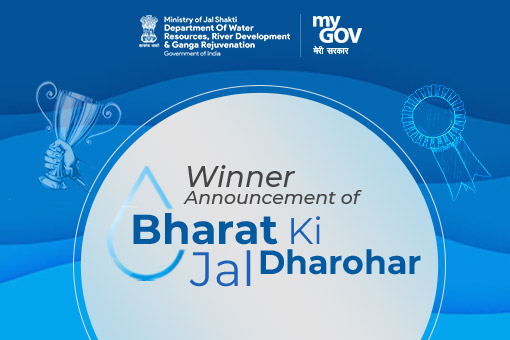 Ministry of Jal Shakti
Department Of Water
Resources, River Development
& Ganga Rejuvenation
Government of India
my
GOV
मेरी सरकार
Winner
Announcement of
Bharat Ki
Jal Dharohar